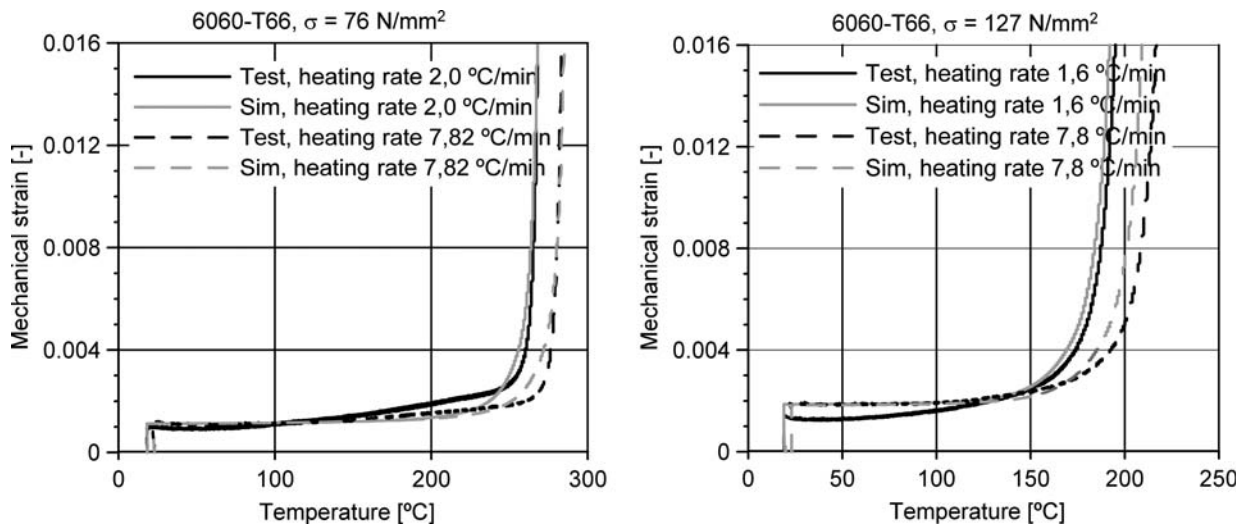 6060-T66, σ = 76 N/mm²
0.016
0.012
0.008
0.004
0
Mechanical strain [-]
Test, heating rate 2,0 ºC/min
Sim, heating rate 2,0 ºC/min
Test, heating rate 7,82 ºC/min
Sim, heating rate 7,82 ºC/min
0 100 200 300
Temperature [ºC]
6060-T66, σ = 127 N/mm²
0.016
0.012
0.008
0.004
0
Mechanical strain [-]
Test, heating rate 1,6 ºC/min
Sim, heating rate 1,6 ºC/min
Test, heating rate 7,8 ºC/min
Sim, heating rate 7,8 ºC/min
0 50 100 150 200 250
Temperature [ºC]